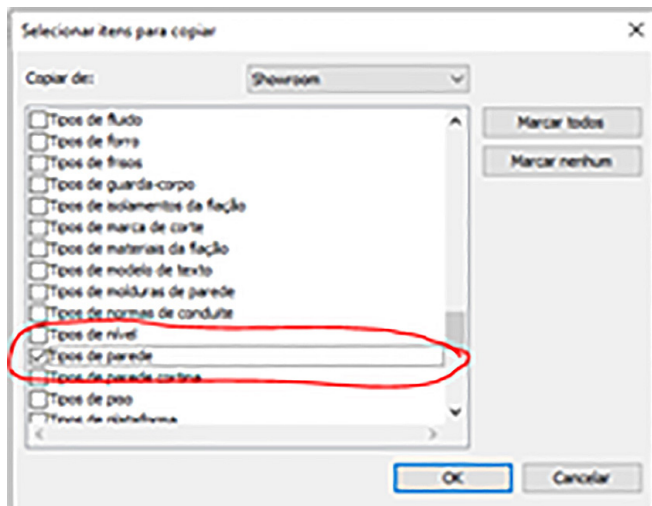 Selecionar itens para copiar
Copiar de:
Showroom
Tipos de fluido
Tipos de forro
Tipos de frisos
Tipos de guarda-corpo
Tipos de isolamentos da fiação
Tipos de marca de corte
Tipos de materiais da fiação
Tipos de modelo de texto
Tipos de molduras de parede
Tipos de normas de conduíte
Tipos de nível
Tipos de parede
Tipos de parede cortina
Tipos de piso
Tipos de plataforma
Marcar todos
Marcar nenhum
OK
Cancelar